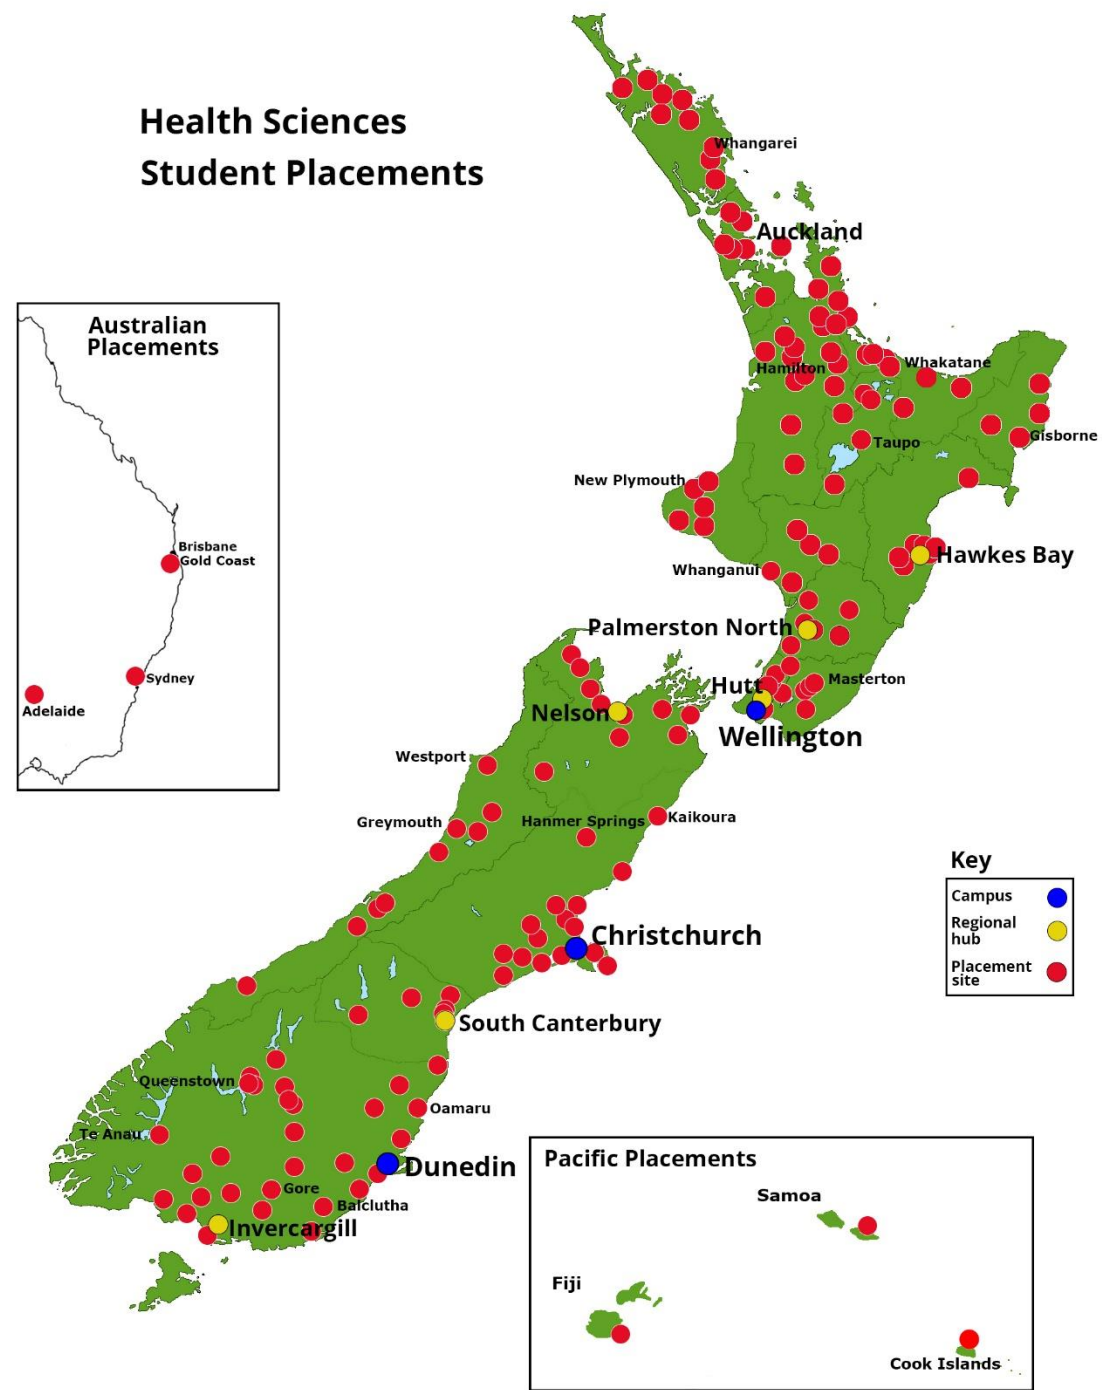 Health Sciences
Student Placements
Whangarei
Auckland
Hamilton
Whakatane
Gisborne
Taupo
New Plymouth
Whanganui
Hawkes Bay
Palmerston North
Masterton
Hutt
Wellington
Nelson
Westport
Greymouth
Hanmer Springs
Kaikoura
Christchurch
South Canterbury
Queenstown
Oamaru
Te Anau
Dunedin
Gore
Balclutha
Invercargill
Australian
Placements
Brisbane
Gold Coast
Sydney
Adelaide
Key
Campus
Regional
hub
Placement
site
Pacific Placements
Samoa
Fiji
Cook Islands